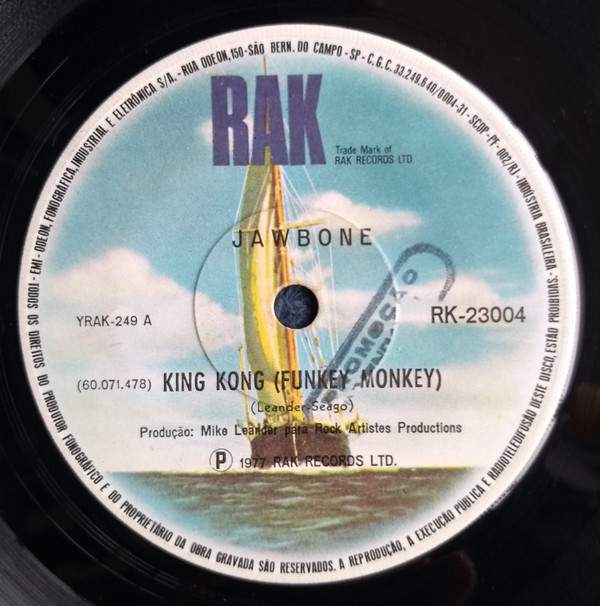 EMI - ODEON, FONOGRÁFICA, INDUSTRIAL E ELETRÔNICA S/A. - RUA ODEON, 150 - SÃO BERN. DO CAMPO - SP - C.G.C. 33.249.640/0004-31 - SCDP-PF-002/RJ - INDÚSTRIA BRASILEIRA -
RAK
Trade Mark of
RAK RECORDS LTD.
JAWBONE
YRAK-249 A
RK-23004
PROMOÇÃO
(60.071.478) KING KONG (FUNKEY MONKEY)
(Leander-Seago)
Produção: Mike Leander para Rock Artistes Productions
Ⓟ 1977 RAK RECORDS LTD.
TODOS OS DIREITOS DO PRODUTOR FONOGRÁFICO E DO PROPRIETÁRIO DA OBRA GRAVADA SÃO RESERVADOS. A REPRODUÇÃO, A EXECUÇÃO PÚBLICA E RADIOTELEDIFUSÃO DESTE DISCO, ESTÃO PROIBIDAS.